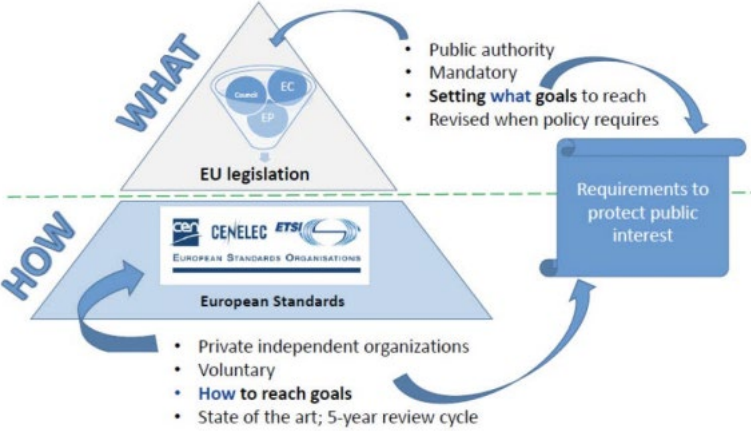 WHAT
Council
EC
EP
EU legislation
• Public authority
• Mandatory
• Setting what goals to reach
• Revised when policy requires
Requirements to
protect public
interest
HOW
cen
CENELEC
ETSI
EUROPEAN STANDARDS ORGANISATIONS
European Standards
• Private independent organizations
• Voluntary
• How to reach goals
• State of the art; 5-year review cycle